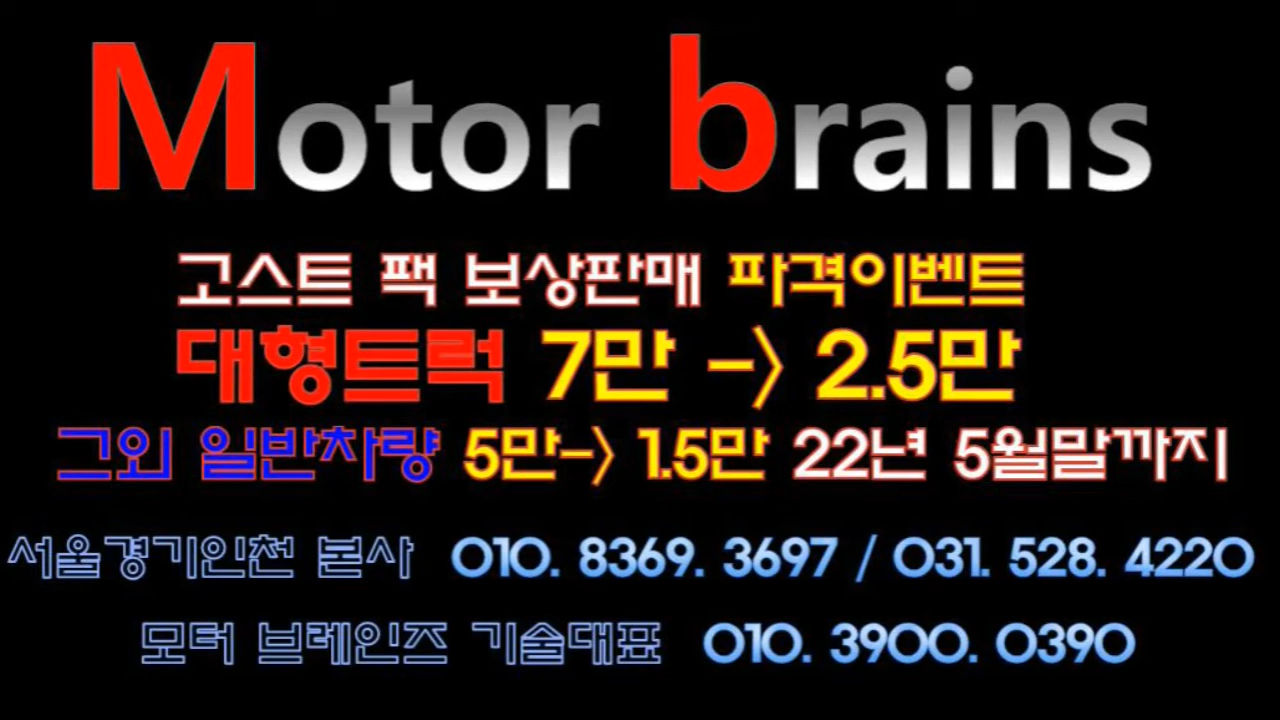 Motor brains
고스트 팩 보상판매 파격이벤트
대형트럭 7만 -> 2.5만
그외 일반차량 5만-> 1.5만 22년 5월말까지
서울경기인천 본사 010. 8369. 3697 / 031. 528. 4220
모터 브레인즈 기술대표 010. 3900. 0390